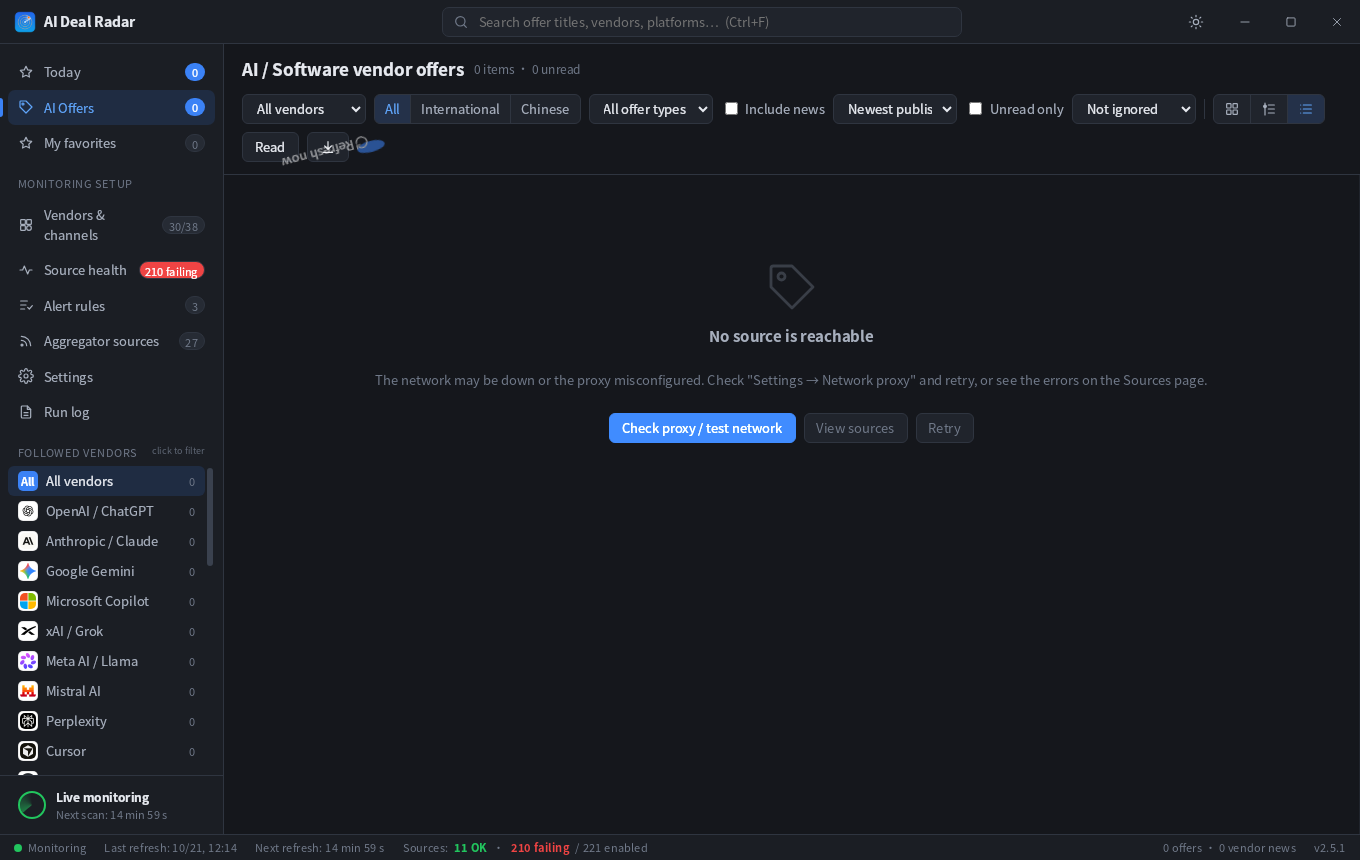 AI Deal Radar
Search offer titles, vendors, platforms… (Ctrl+F)
Today 0
AI Offers 0
My favorites 0
MONITORING SETUP
Vendors & channels 30/38
Source health 210 failing
Alert rules 3
Aggregator sources 27
Settings
Run log
FOLLOWED VENDORS click to filter
All All vendors 0
OpenAI / ChatGPT 0
Anthropic / Claude 0
Google Gemini 0
Microsoft Copilot 0
xAI / Grok 0
Meta AI / Llama 0
Mistral AI 0
Perplexity 0
Cursor 0
Live monitoring
Next scan: 14 min 59 s
AI / Software vendor offers 0 items · 0 unread
All vendors All International Chinese All offer types Include news Newest publis Unread only Not ignored
Read Refresh now
No source is reachable
The network may be down or the proxy misconfigured. Check "Settings → Network proxy" and retry, or see the errors on the Sources page.
Check proxy / test network View sources Retry
Monitoring Last refresh: 10/21, 12:14 Next refresh: 14 min 59 s Sources: 11 OK · 210 failing / 221 enabled 0 offers · 0 vendor news v2.5.1